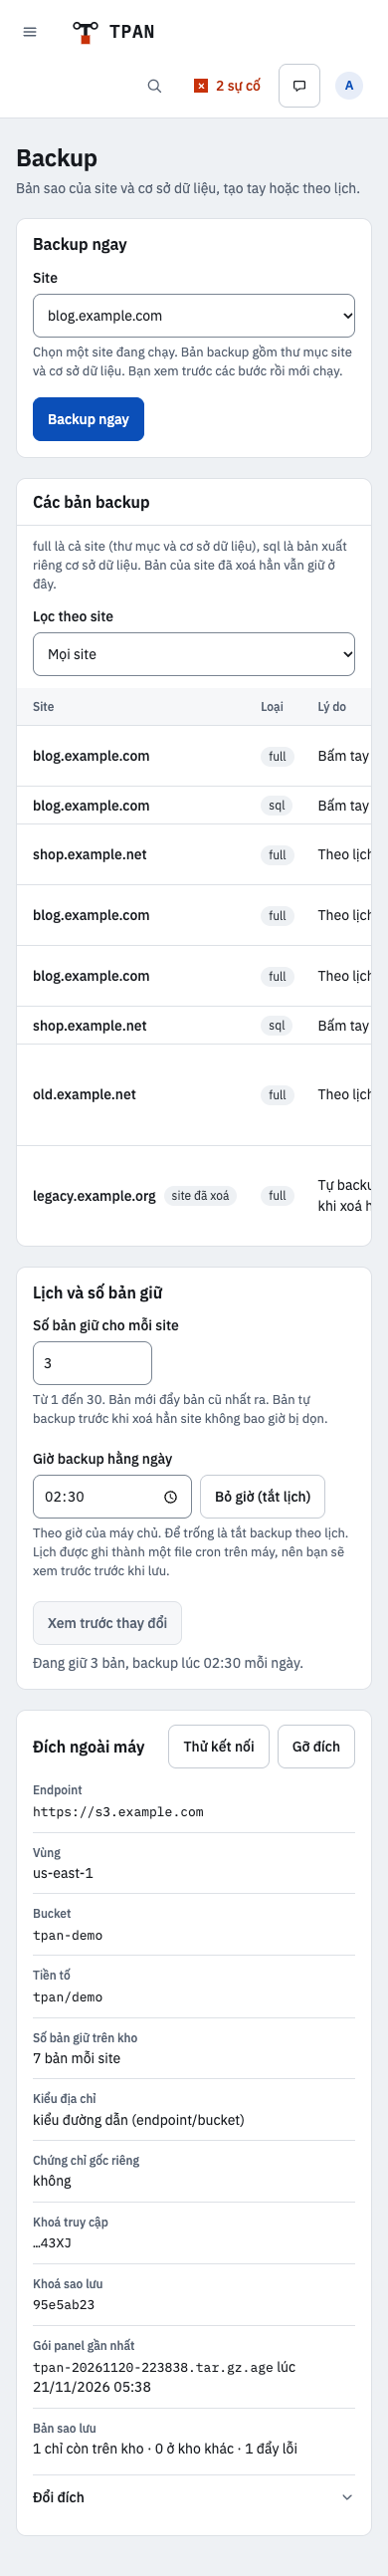 TPAN
2 sự cố
A
Backup
Bản sao của site và cơ sở dữ liệu, tạo tay hoặc theo lịch.
Backup ngay
Site
blog.example.com
Chọn một site đang chạy. Bản backup gồm thư mục site
và cơ sở dữ liệu. Bạn xem trước các bước rồi mới chạy.
Backup ngay
Các bản backup
full là cả site (thư mục và cơ sở dữ liệu), sql là bản xuất
riêng cơ sở dữ liệu. Bản của site đã xoá hẳn vẫn giữ ở
đây.
Lọc theo site
Mọi site
Site Loại Lý do
blog.example.com full Bấm tay
blog.example.com sql Bấm tay
shop.example.net full Theo lịch
blog.example.com full Theo lịch
blog.example.com full Theo lịch
shop.example.net sql Bấm tay
old.example.net full Theo lịch
legacy.example.org site đã xoá full Tự backu
khi xoá h
Lịch và số bản giữ
Số bản giữ cho mỗi site
3
Từ 1 đến 30. Bản mới đẩy bản cũ nhất ra. Bản tự
backup trước khi xoá hẳn site không bao giờ bị dọn.
Giờ backup hằng ngày
02:30 Bỏ giờ (tắt lịch)
Theo giờ của máy chủ. Để trống là tắt backup theo lịch.
Lịch được ghi thành một file cron trên máy, nên bạn sẽ
xem trước trước khi lưu.
Xem trước thay đổi
Đang giữ 3 bản, backup lúc 02:30 mỗi ngày.
Đích ngoài máy Thử kết nối Gỡ đích
Endpoint
https://s3.example.com
Vùng
us-east-1
Bucket
tpan-demo
Tiền tố
tpan/demo
Số bản giữ trên kho
7 bản mỗi site
Kiểu địa chỉ
kiểu đường dẫn (endpoint/bucket)
Chứng chỉ gốc riêng
không
Khoá truy cập
…43XJ
Khoá sao lưu
95e5ab23
Gói panel gần nhất
tpan-20261120-223838.tar.gz.age lúc
21/11/2026 05:38
Bản sao lưu
1 chỉ còn trên kho · 0 ở kho khác · 1 đẩy lỗi
Đổi đích